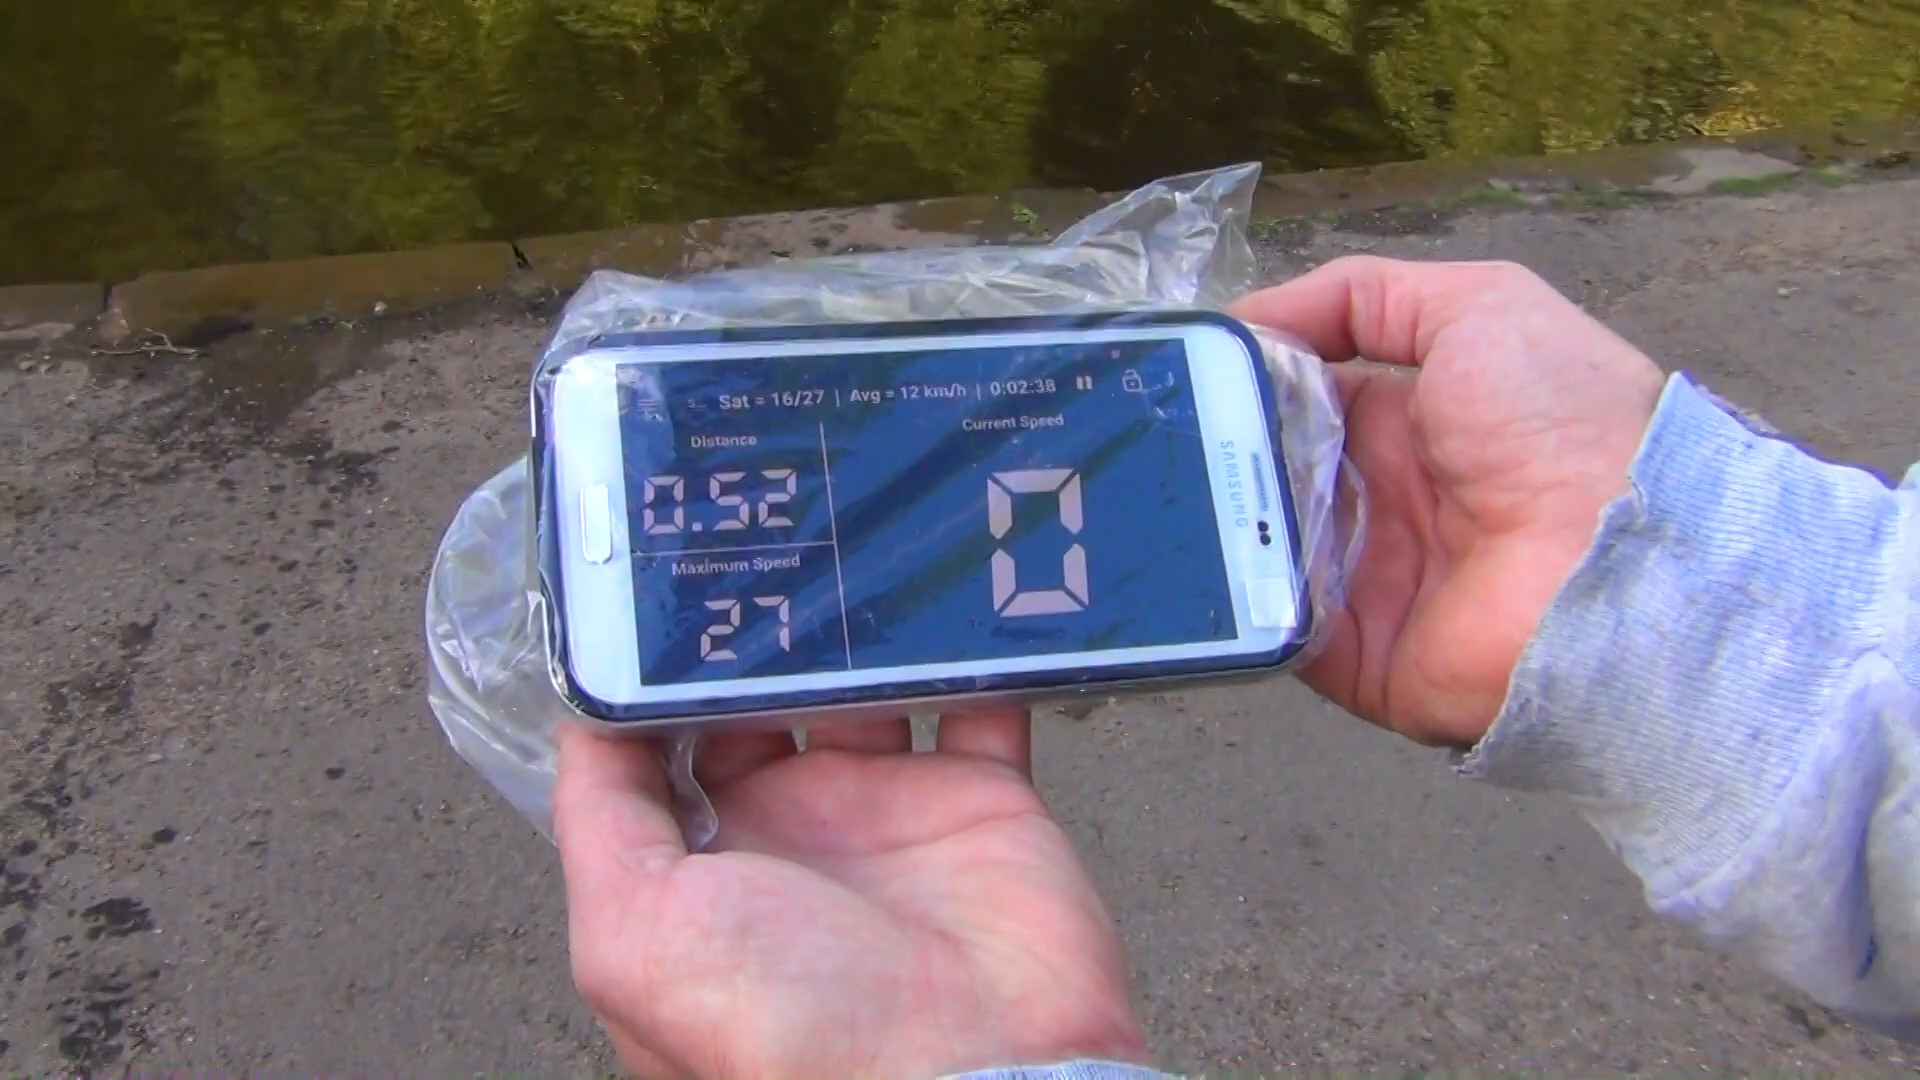 Sat = 16/27 | Avg = 12 km/h | 0:02:38
Distance
0.52
Maximum Speed
27
Current Speed
0
SAMSUNG